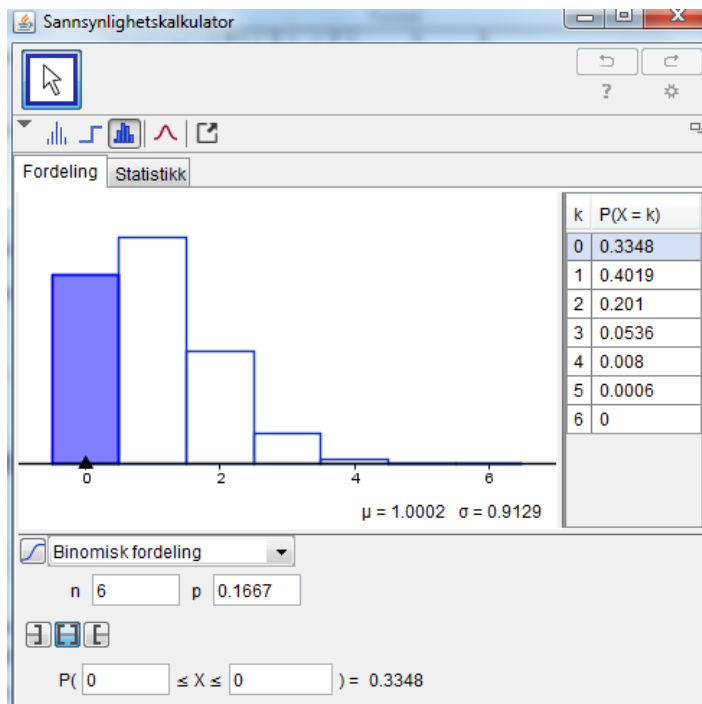 Sannsynlighetskalkulator
?
Fordeling Statistikk
k P(X = k)
0 0.3348
1 0.4019
2 0.201
3 0.0536
4 0.008
5 0.0006
6 0
0 2 4 6
μ = 1.0002 σ = 0.9129
Binomisk fordeling
n 6 p 0.1667
P( 0 ≤ X ≤ 0 ) = 0.3348